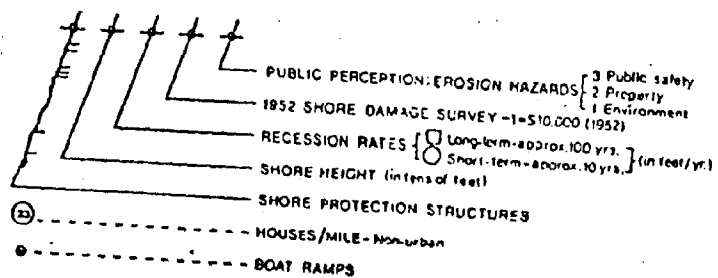 PUBLIC PERCEPTION: EROSION HAZARDS { 3 Public safety
2 Property
1 Environment
1952 SHORE DAMAGE SURVEY -1=$10,000 (1952)
RECESSION RATES { Long-term-approx. 100 yrs.
Short-term-approx. 10 yrs. } (in feet/yr.)
SHORE HEIGHT (in tens of feet)
SHORE PROTECTION STRUCTURES
HOUSES/MILE-Non-urban
BOAT RAMPS